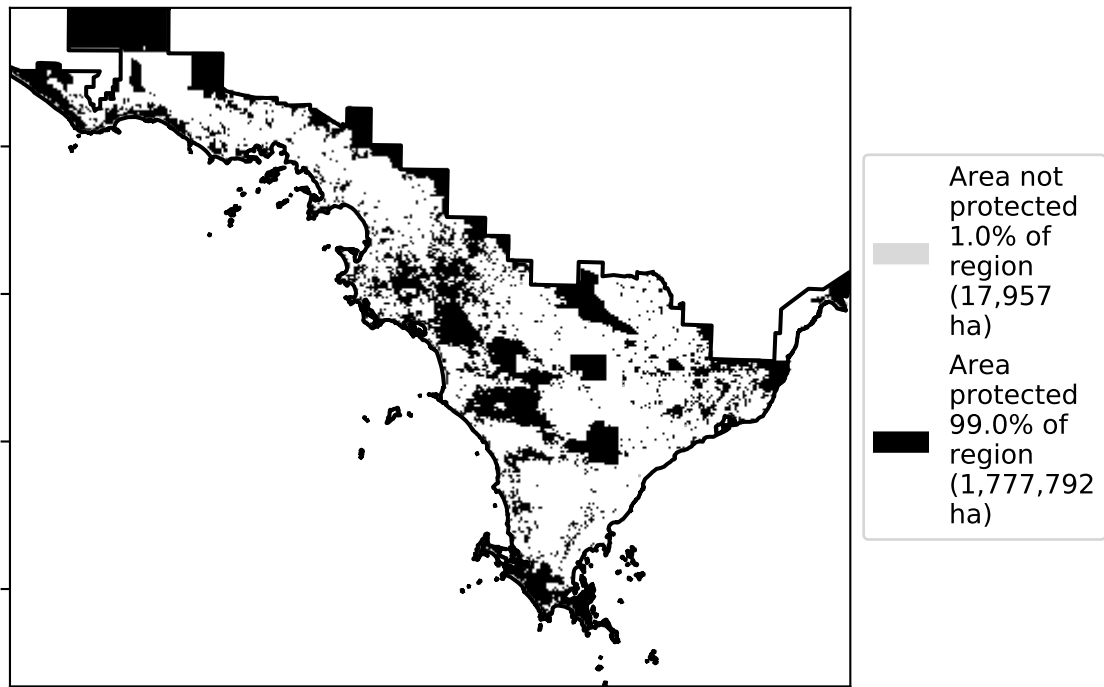 Area not
protected
1.0% of
region
(17,957
ha)
Area
protected
99.0% of
region
(1,777,792
ha)